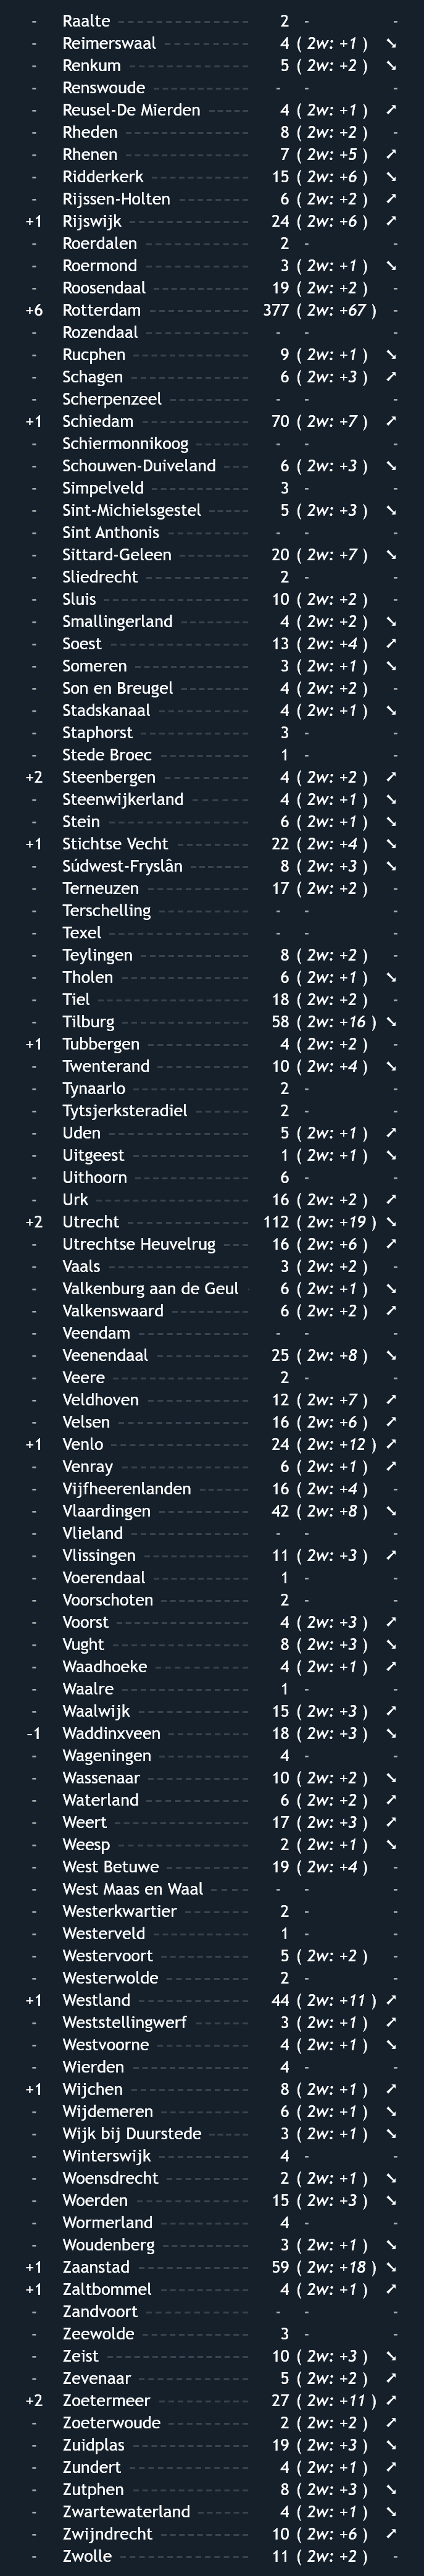 - Raalte 2 - -
- Reimerswaal 4 ( 2w: +1 ) ➘
- Renkum 5 ( 2w: +2 ) ➘
- Renswoude - - -
- Reusel-De Mierden 4 ( 2w: +1 ) ➚
- Rheden 8 ( 2w: +2 ) -
- Rhenen 7 ( 2w: +5 ) ➚
- Ridderkerk 15 ( 2w: +6 ) ➘
- Rijssen-Holten 6 ( 2w: +2 ) ➚
+1 Rijswijk 24 ( 2w: +6 ) ➚
- Roerdalen 2 - -
- Roermond 3 ( 2w: +1 ) ➘
- Roosendaal 19 ( 2w: +2 ) -
+6 Rotterdam 377 ( 2w: +67 ) -
- Rozendaal - - -
- Rucphen 9 ( 2w: +1 ) ➘
- Schagen 6 ( 2w: +3 ) ➚
- Scherpenzeel - - -
+1 Schiedam 70 ( 2w: +7 ) ➚
- Schiermonnikoog - - -
- Schouwen-Duiveland 6 ( 2w: +3 ) ➘
- Simpelveld 3 - -
- Sint-Michielsgestel 5 ( 2w: +3 ) ➘
- Sint Anthonis - - -
- Sittard-Geleen 20 ( 2w: +7 ) ➘
- Sliedrecht 2 - -
- Sluis 10 ( 2w: +2 ) -
- Smallingerland 4 ( 2w: +2 ) ➘
- Soest 13 ( 2w: +4 ) ➚
- Someren 3 ( 2w: +1 ) ➘
- Son en Breugel 4 ( 2w: +2 ) -
- Stadskanaal 4 ( 2w: +1 ) ➘
- Staphorst 3 - -
- Stede Broec 1 - -
+2 Steenbergen 4 ( 2w: +2 ) ➚
- Steenwijkerland 4 ( 2w: +1 ) ➘
- Stein 6 ( 2w: +1 ) ➘
+1 Stichtse Vecht 22 ( 2w: +4 ) ➘
- Súdwest-Fryslân 8 ( 2w: +3 ) ➘
- Terneuzen 17 ( 2w: +2 ) -
- Terschelling - - -
- Texel - - -
- Teylingen 8 ( 2w: +2 ) -
- Tholen 6 ( 2w: +1 ) ➘
- Tiel 18 ( 2w: +2 ) -
- Tilburg 58 ( 2w: +16 ) ➘
+1 Tubbergen 4 ( 2w: +2 ) -
- Twenterand 10 ( 2w: +4 ) ➘
- Tynaarlo 2 - -
- Tytsjerksteradiel 2 - -
- Uden 5 ( 2w: +1 ) ➚
- Uitgeest 1 ( 2w: +1 ) ➘
- Uithoorn 6 - -
- Urk 16 ( 2w: +2 ) ➚
+2 Utrecht 112 ( 2w: +19 ) ➘
- Utrechtse Heuvelrug 16 ( 2w: +6 ) ➚
- Vaals 3 ( 2w: +2 ) -
- Valkenburg aan de Geul 6 ( 2w: +1 ) ➘
- Valkenswaard 6 ( 2w: +2 ) ➚
- Veendam - - -
- Veenendaal 25 ( 2w: +8 ) ➘
- Veere 2 - -
- Veldhoven 12 ( 2w: +7 ) ➚
- Velsen 16 ( 2w: +6 ) ➚
+1 Venlo 24 ( 2w: +12 ) ➚
- Venray 6 ( 2w: +1 ) ➚
- Vijfheerenlanden 16 ( 2w: +4 ) -
- Vlaardingen 42 ( 2w: +8 ) ➘
- Vlieland - - -
- Vlissingen 11 ( 2w: +3 ) ➚
- Voerendaal 1 - -
- Voorschoten 2 - -
- Voorst 4 ( 2w: +3 ) ➚
- Vught 8 ( 2w: +3 ) ➘
- Waadhoeke 4 ( 2w: +1 ) ➚
- Waalre 1 - -
- Waalwijk 15 ( 2w: +3 ) ➚
-1 Waddinxveen 18 ( 2w: +3 ) ➘
- Wageningen 4 - -
- Wassenaar 10 ( 2w: +2 ) ➘
- Waterland 6 ( 2w: +2 ) ➚
- Weert 17 ( 2w: +3 ) ➚
- Weesp 2 ( 2w: +1 ) ➘
- West Betuwe 19 ( 2w: +4 ) -
- West Maas en Waal - - -
- Westerkwartier 2 - -
- Westerveld 1 - -
- Westervoort 5 ( 2w: +2 ) -
- Westerwolde 2 - -
+1 Westland 44 ( 2w: +11 ) ➚
- Weststellingwerf 3 ( 2w: +1 ) ➚
- Westvoorne 4 ( 2w: +1 ) ➘
- Wierden 4 - -
+1 Wijchen 8 ( 2w: +1 ) ➚
- Wijdemeren 6 ( 2w: +1 ) ➘
- Wijk bij Duurstede 3 ( 2w: +1 ) ➘
- Winterswijk 4 - -
- Woensdrecht 2 ( 2w: +1 ) ➘
- Woerden 15 ( 2w: +3 ) ➘
- Wormerland 4 - -
- Woudenberg 3 ( 2w: +1 ) ➘
+1 Zaanstad 59 ( 2w: +18 ) ➘
+1 Zaltbommel 4 ( 2w: +1 ) ➚
- Zandvoort - - -
- Zeewolde 3 - -
- Zeist 10 ( 2w: +3 ) ➘
- Zevenaar 5 ( 2w: +2 ) ➚
+2 Zoetermeer 27 ( 2w: +11 ) ➚
- Zoeterwoude 2 ( 2w: +2 ) ➚
- Zuidplas 19 ( 2w: +3 ) ➘
- Zundert 4 ( 2w: +1 ) ➚
- Zutphen 8 ( 2w: +3 ) ➘
- Zwartewaterland 4 ( 2w: +1 ) ➘
- Zwijndrecht 10 ( 2w: +6 ) ➚
- Zwolle 11 ( 2w: +2 ) -